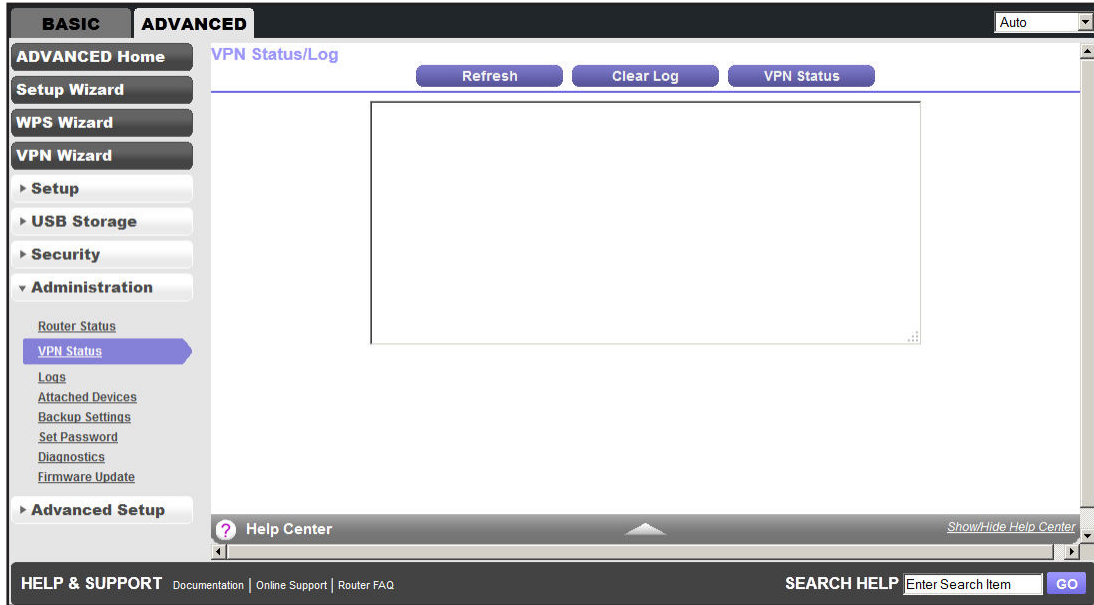 BASIC ADVANCED Auto
ADVANCED Home
Setup Wizard
WPS Wizard
VPN Wizard
Setup
USB Storage
Security
Administration
Router Status
VPN Status
Logs
Attached Devices
Backup Settings
Set Password
Diagnostics
Firmware Update
Advanced Setup
VPN Status/Log
Refresh Clear Log VPN Status
? Help Center Show/Hide Help Center
HELP & SUPPORT Documentation | Online Support | Router FAQ SEARCH HELP Enter Search Item GO